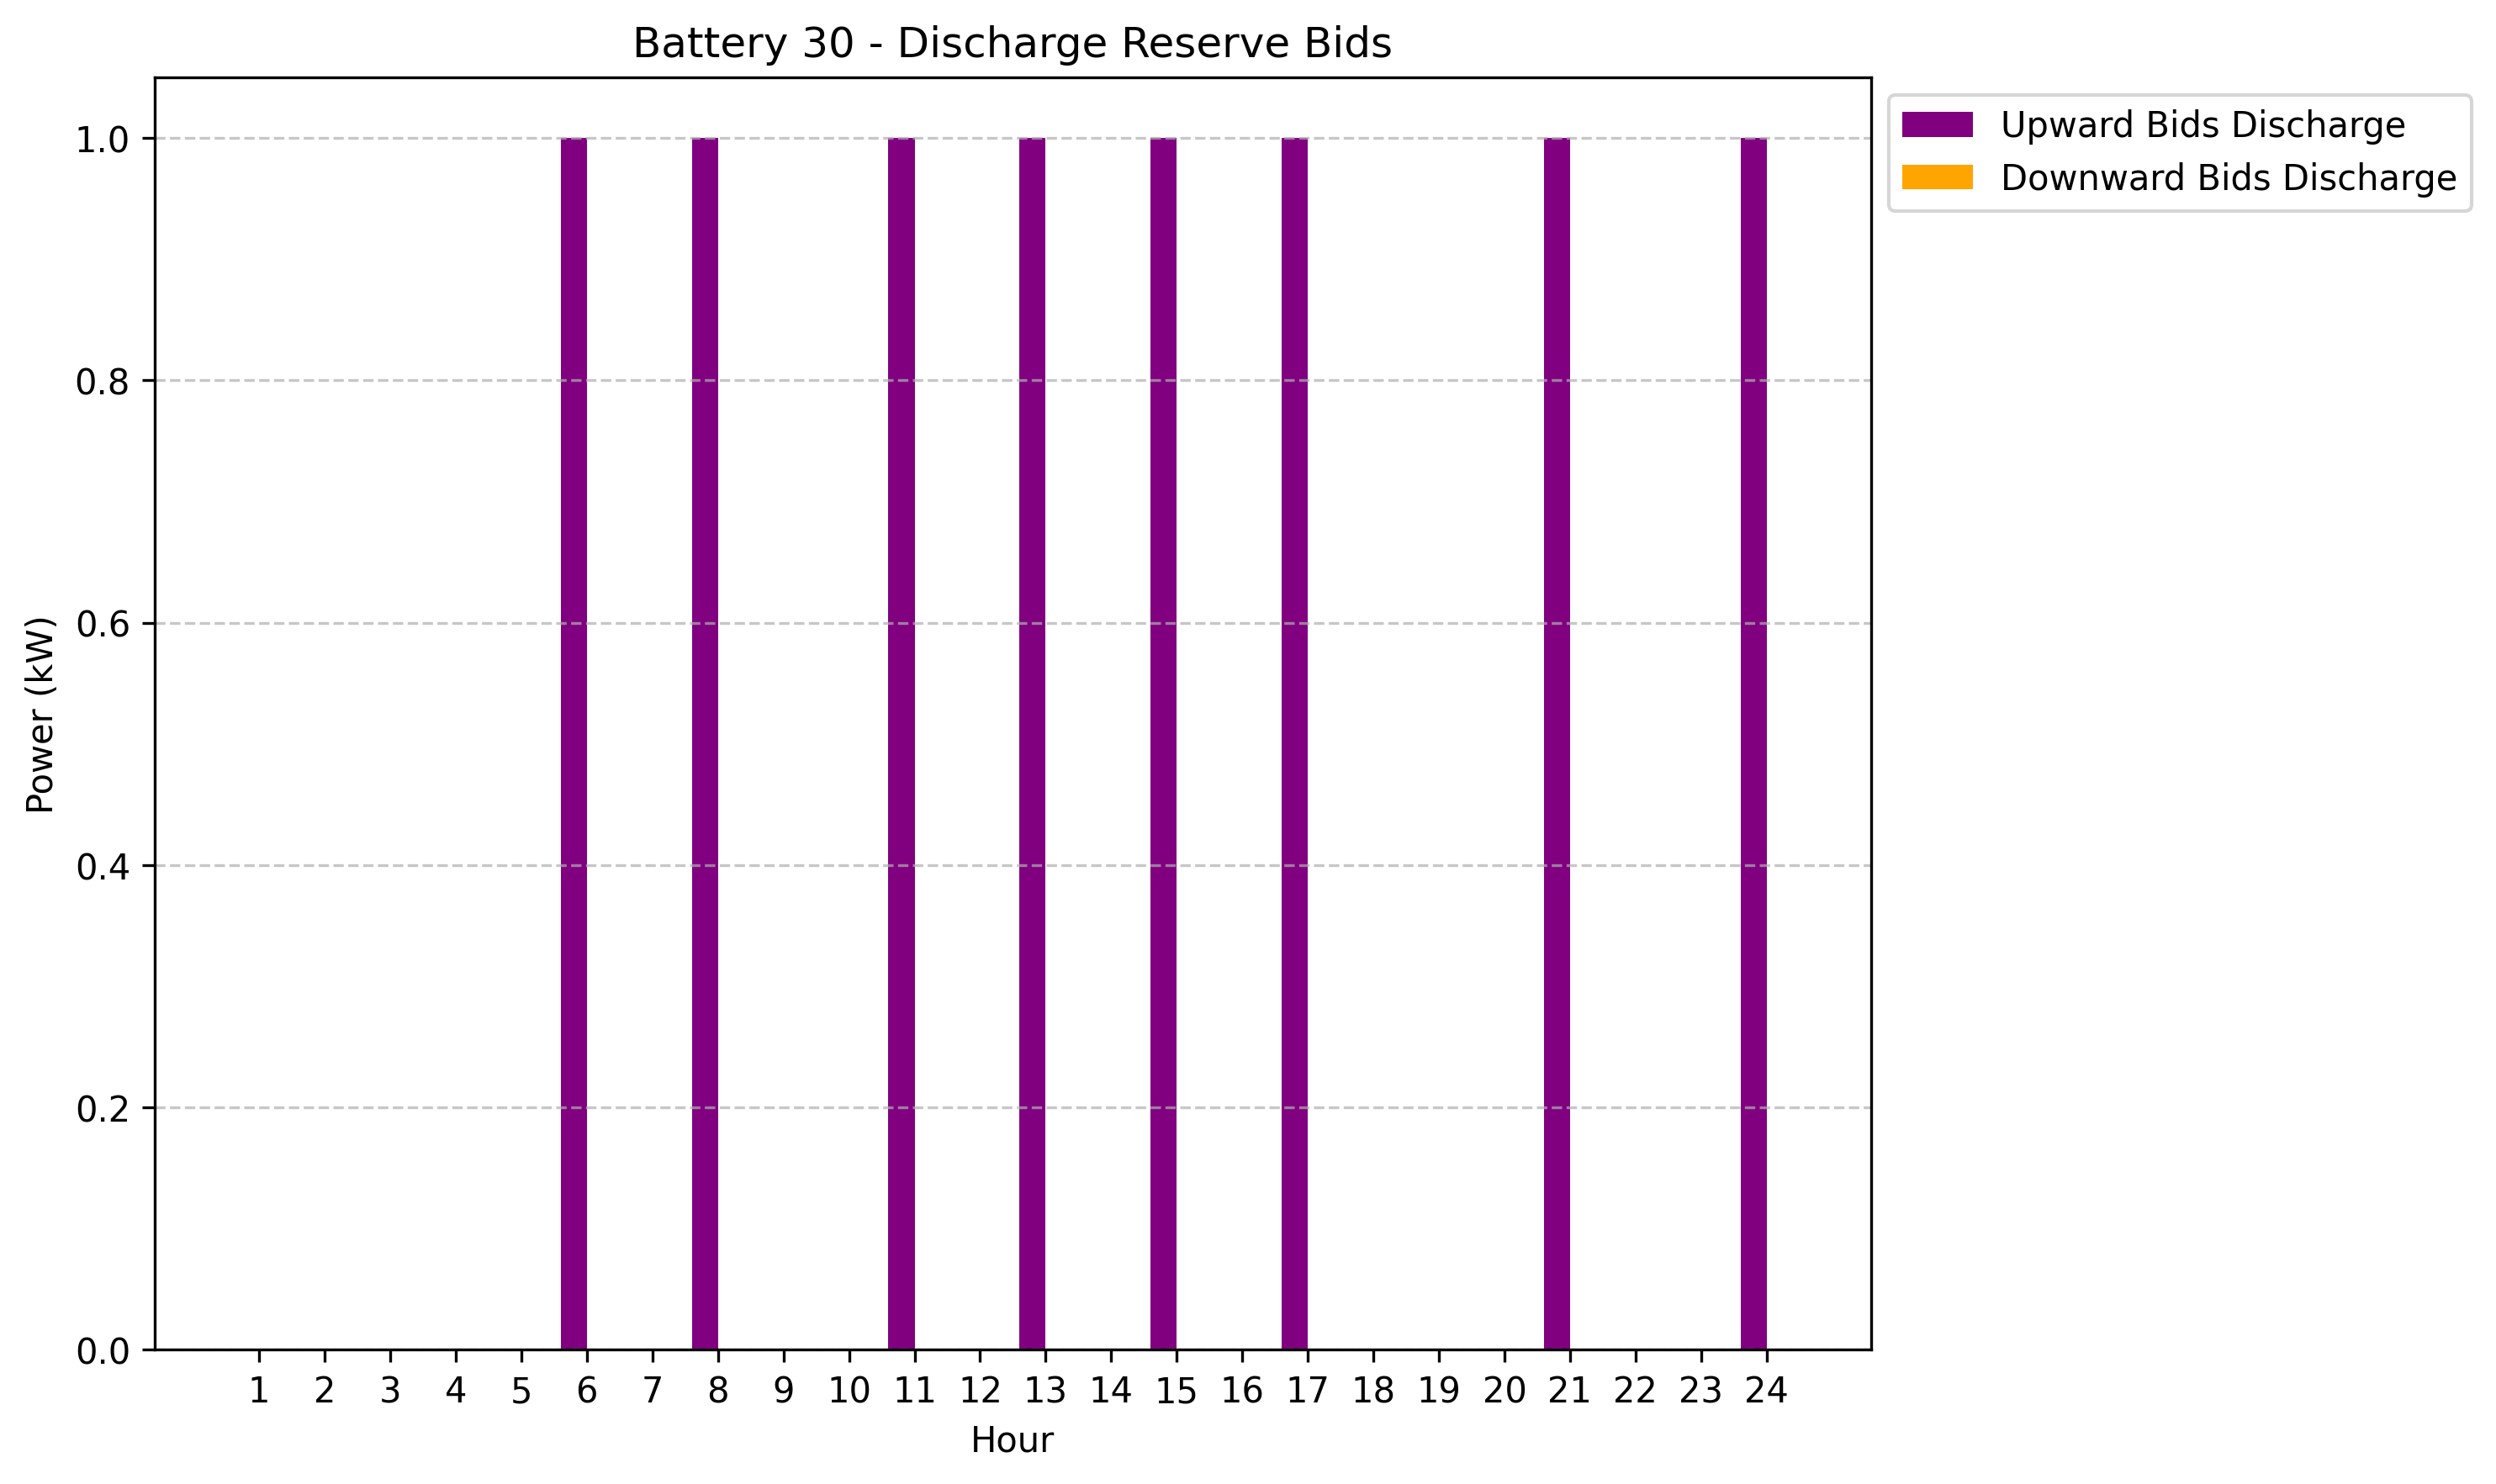 Battery 30 - Discharge Reserve Bids
Upward Bids Discharge
Downward Bids Discharge
Power (kW)
1.0
0.8
0.6
0.4
0.2
0.0
1 2 3 4 5 6 7 8 9 10 11 12 13 14 15 16 17 18 19 20 21 22 23 24
Hour